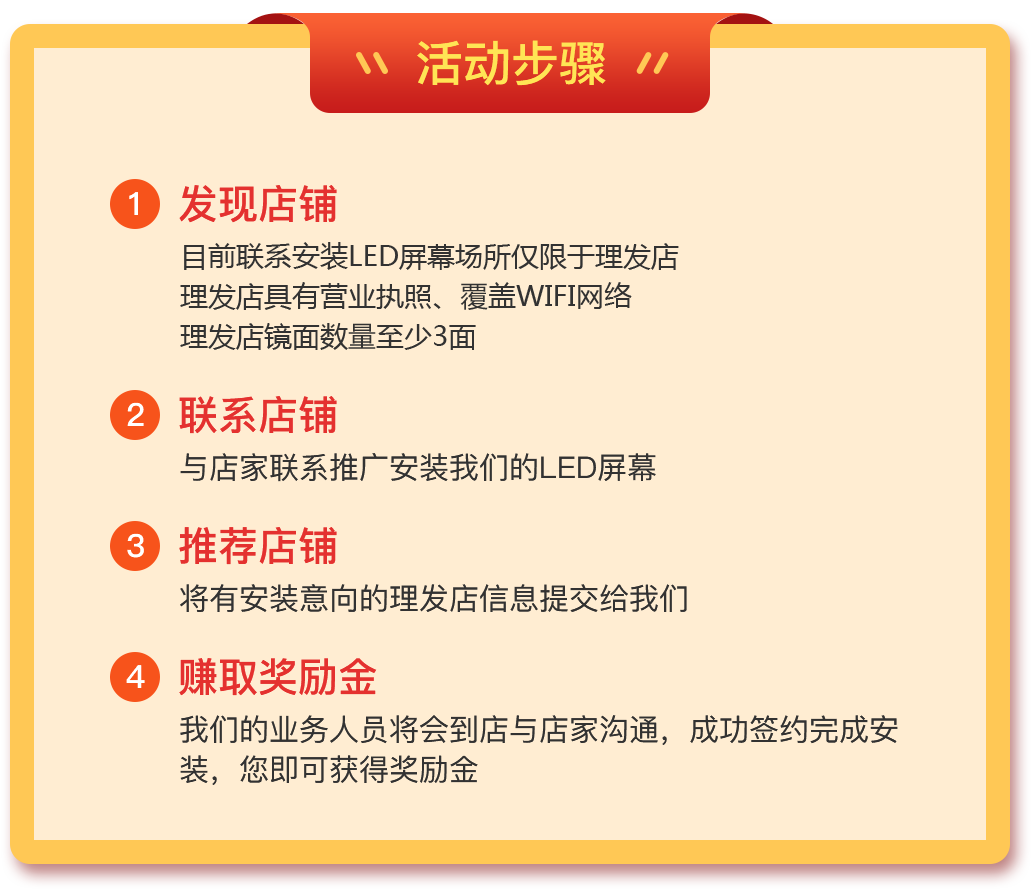 活动步骤
1 发现店铺
目前联系安装LED屏幕场所仅限于理发店
理发店具有营业执照、覆盖WIFI网络
理发店镜面数量至少3面
2 联系店铺
与店家联系推广安装我们的LED屏幕
3 推荐店铺
将有安装意向的理发店信息提交给我们
4 赚取奖励金
我们的业务人员将会到店与店家沟通，成功签约完成安
装，您即可获得奖励金